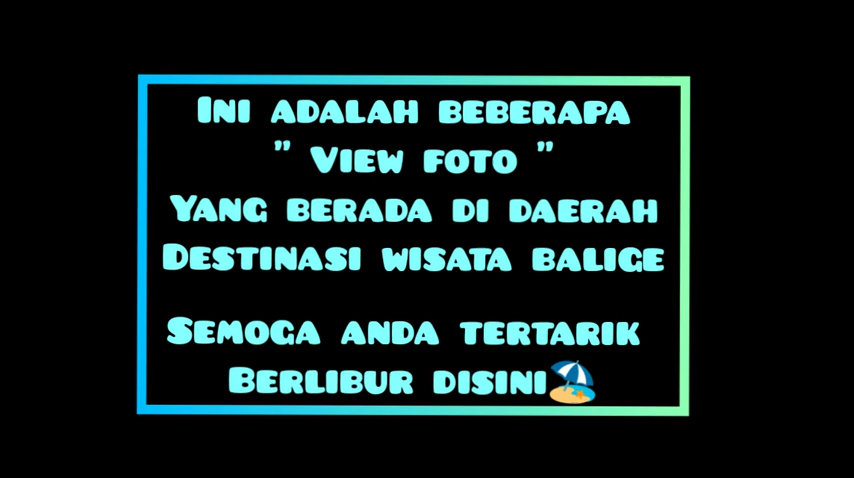 Ini adalah beberapa
" View foto "
Yang berada di daerah
Destinasi wisata balige
Semoga anda tertarik
Berlibur disini🏖️